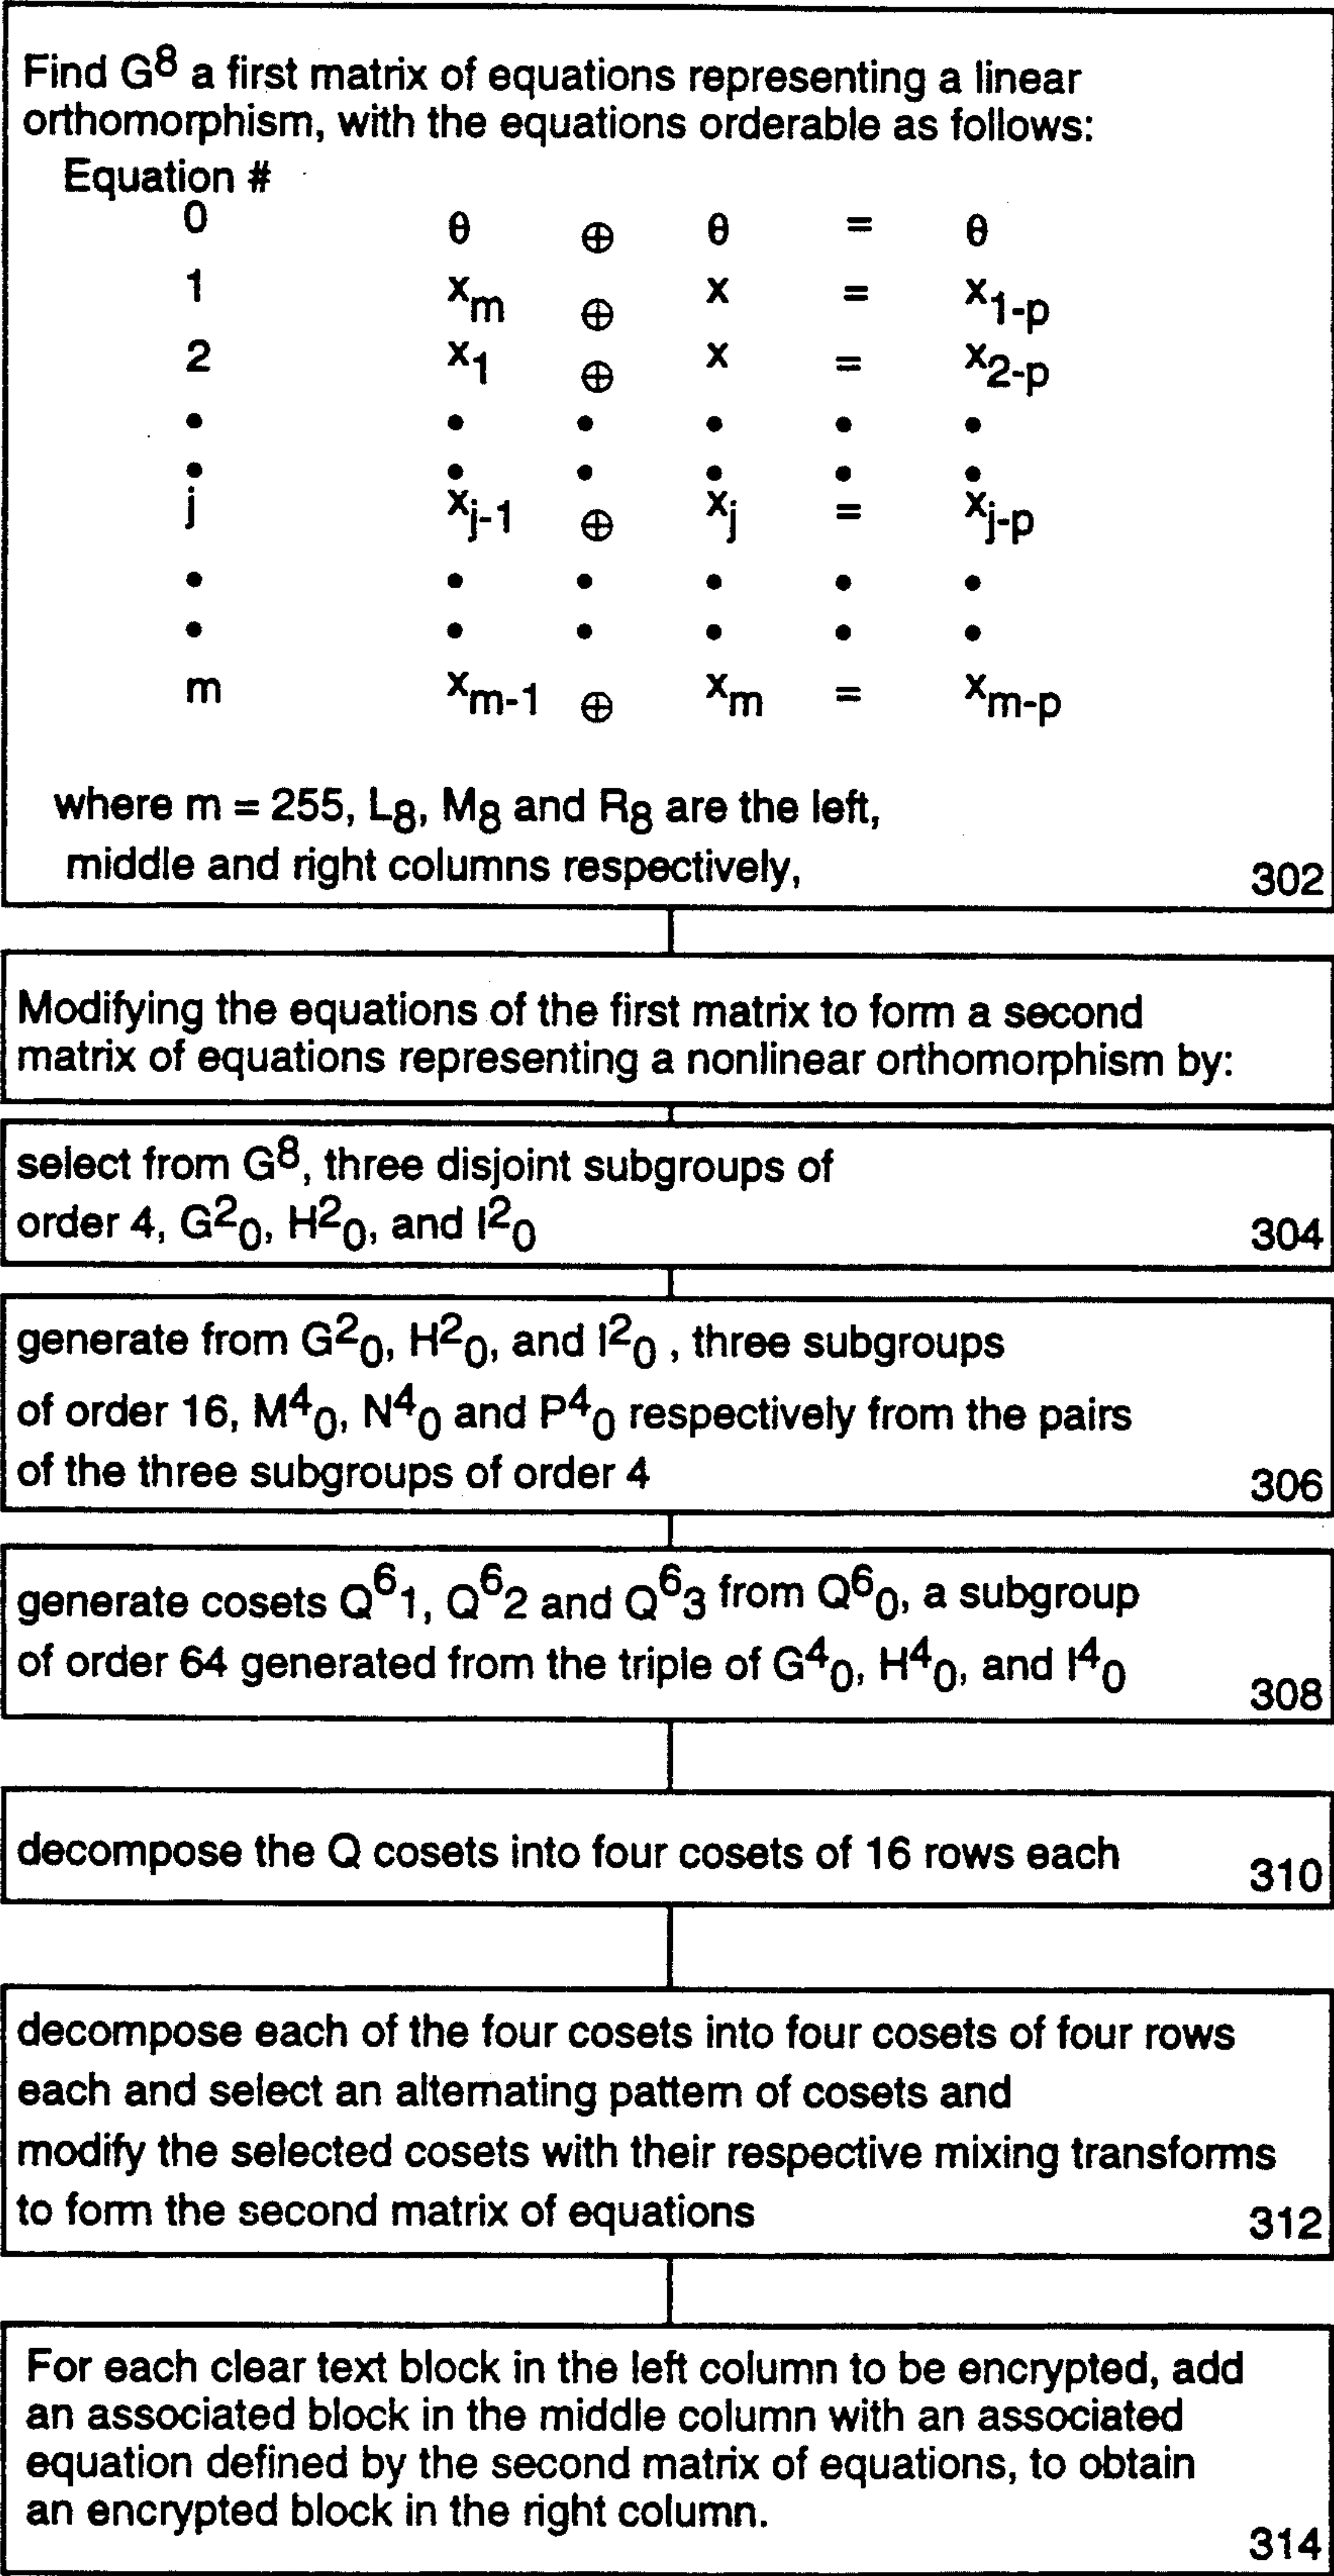 Find G⁸ a first matrix of equations representing a linear
orthomorphism, with the equations orderable as follows:
Equation #
0 θ ⊕ θ = θ
1 xₘ ⊕ x = x₁₋ₚ
2 x₁ ⊕ x = x₂₋ₚ
• • • • • •
• • • • • •
j xⱼ₋₁ ⊕ xⱼ = xⱼ₋ₚ
• • • • • •
• • • • • •
m xₘ₋₁ ⊕ xₘ = xₘ₋ₚ
where m = 255, L₈, M₈ and R₈ are the left,
middle and right columns respectively,
302
Modifying the equations of the first matrix to form a second
matrix of equations representing a nonlinear orthomorphism by:
select from G⁸, three disjoint subgroups of
order 4, G²₀, H²₀, and I²₀
304
generate from G²₀, H²₀, and I²₀ , three subgroups
of order 16, M⁴₀, N⁴₀ and P⁴₀ respectively from the pairs
of the three subgroups of order 4
306
generate cosets Q⁶₁, Q⁶₂ and Q⁶₃ from Q⁶₀, a subgroup
of order 64 generated from the triple of G⁴₀, H⁴₀, and I⁴₀
308
decompose the Q cosets into four cosets of 16 rows each
310
decompose each of the four cosets into four cosets of four rows
each and select an alternating pattern of cosets and
modify the selected cosets with their respective mixing transforms
to form the second matrix of equations
312
For each clear text block in the left column to be encrypted, add
an associated block in the middle column with an associated
equation defined by the second matrix of equations, to obtain
an encrypted block in the right column.
314